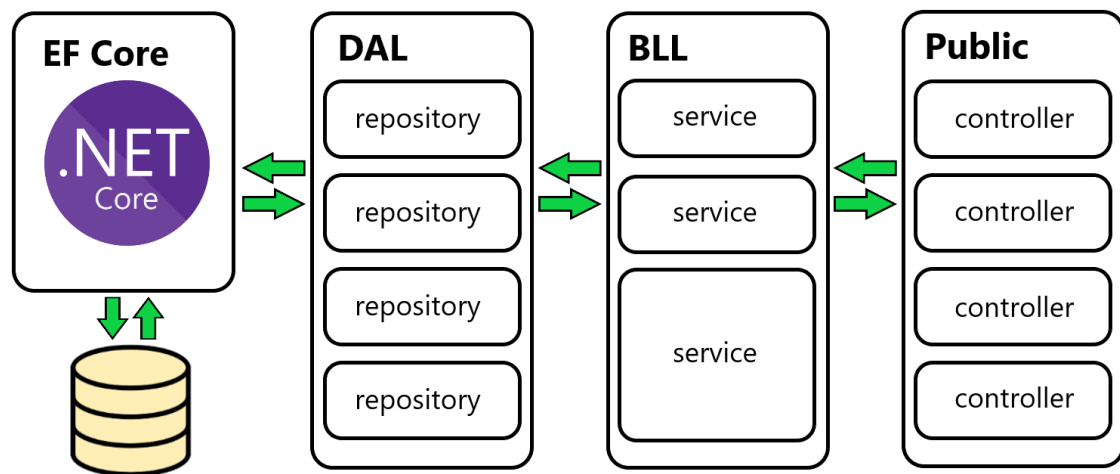 EF Core
.NET
Core
DAL
repository
repository
repository
repository
BLL
service
service
service
Public
controller
controller
controller
controller